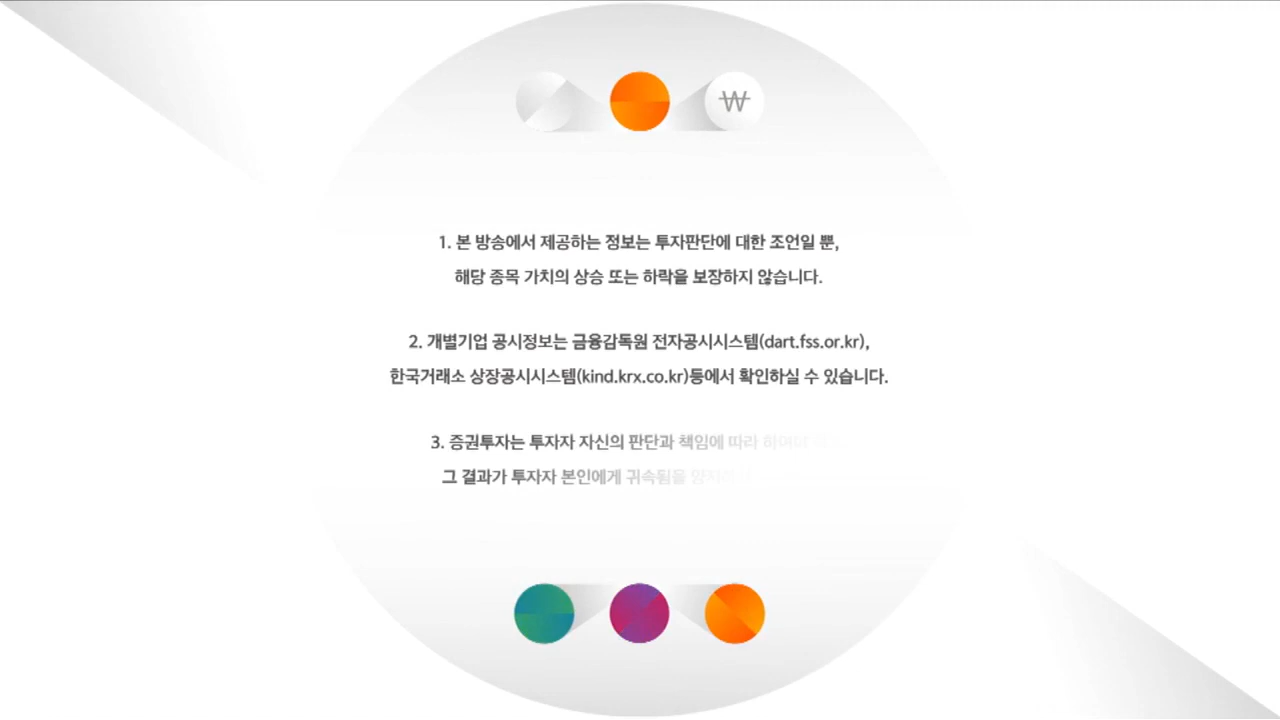 ₩
1. 본 방송에서 제공하는 정보는 투자판단에 대한 조언일 뿐,
해당 종목 가치의 상승 또는 하락을 보장하지 않습니다.
2. 개별기업 공시정보는 금융감독원 전자공시시스템(dart.fss.or.kr),
한국거래소 상장공시시스템(kind.krx.co.kr)등에서 확인하실 수 있습니다.
3. 증권투자는 투자자 자신의 판단과 책임에 따라
그 결과가 투자자 본인에게 귀속됨을